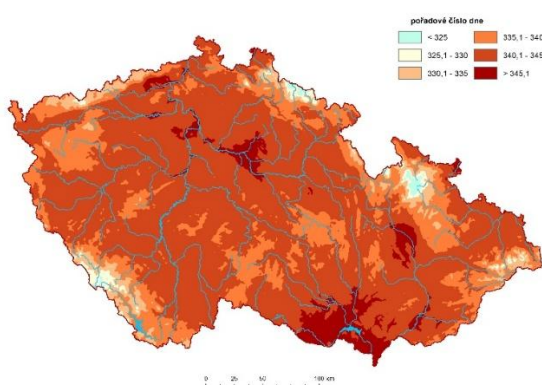 pořadové číslo dne
< 325
325,1 - 330
330,1 - 335
335,1 - 340
340,1 - 345
> 345,1
0 25 50 100 km